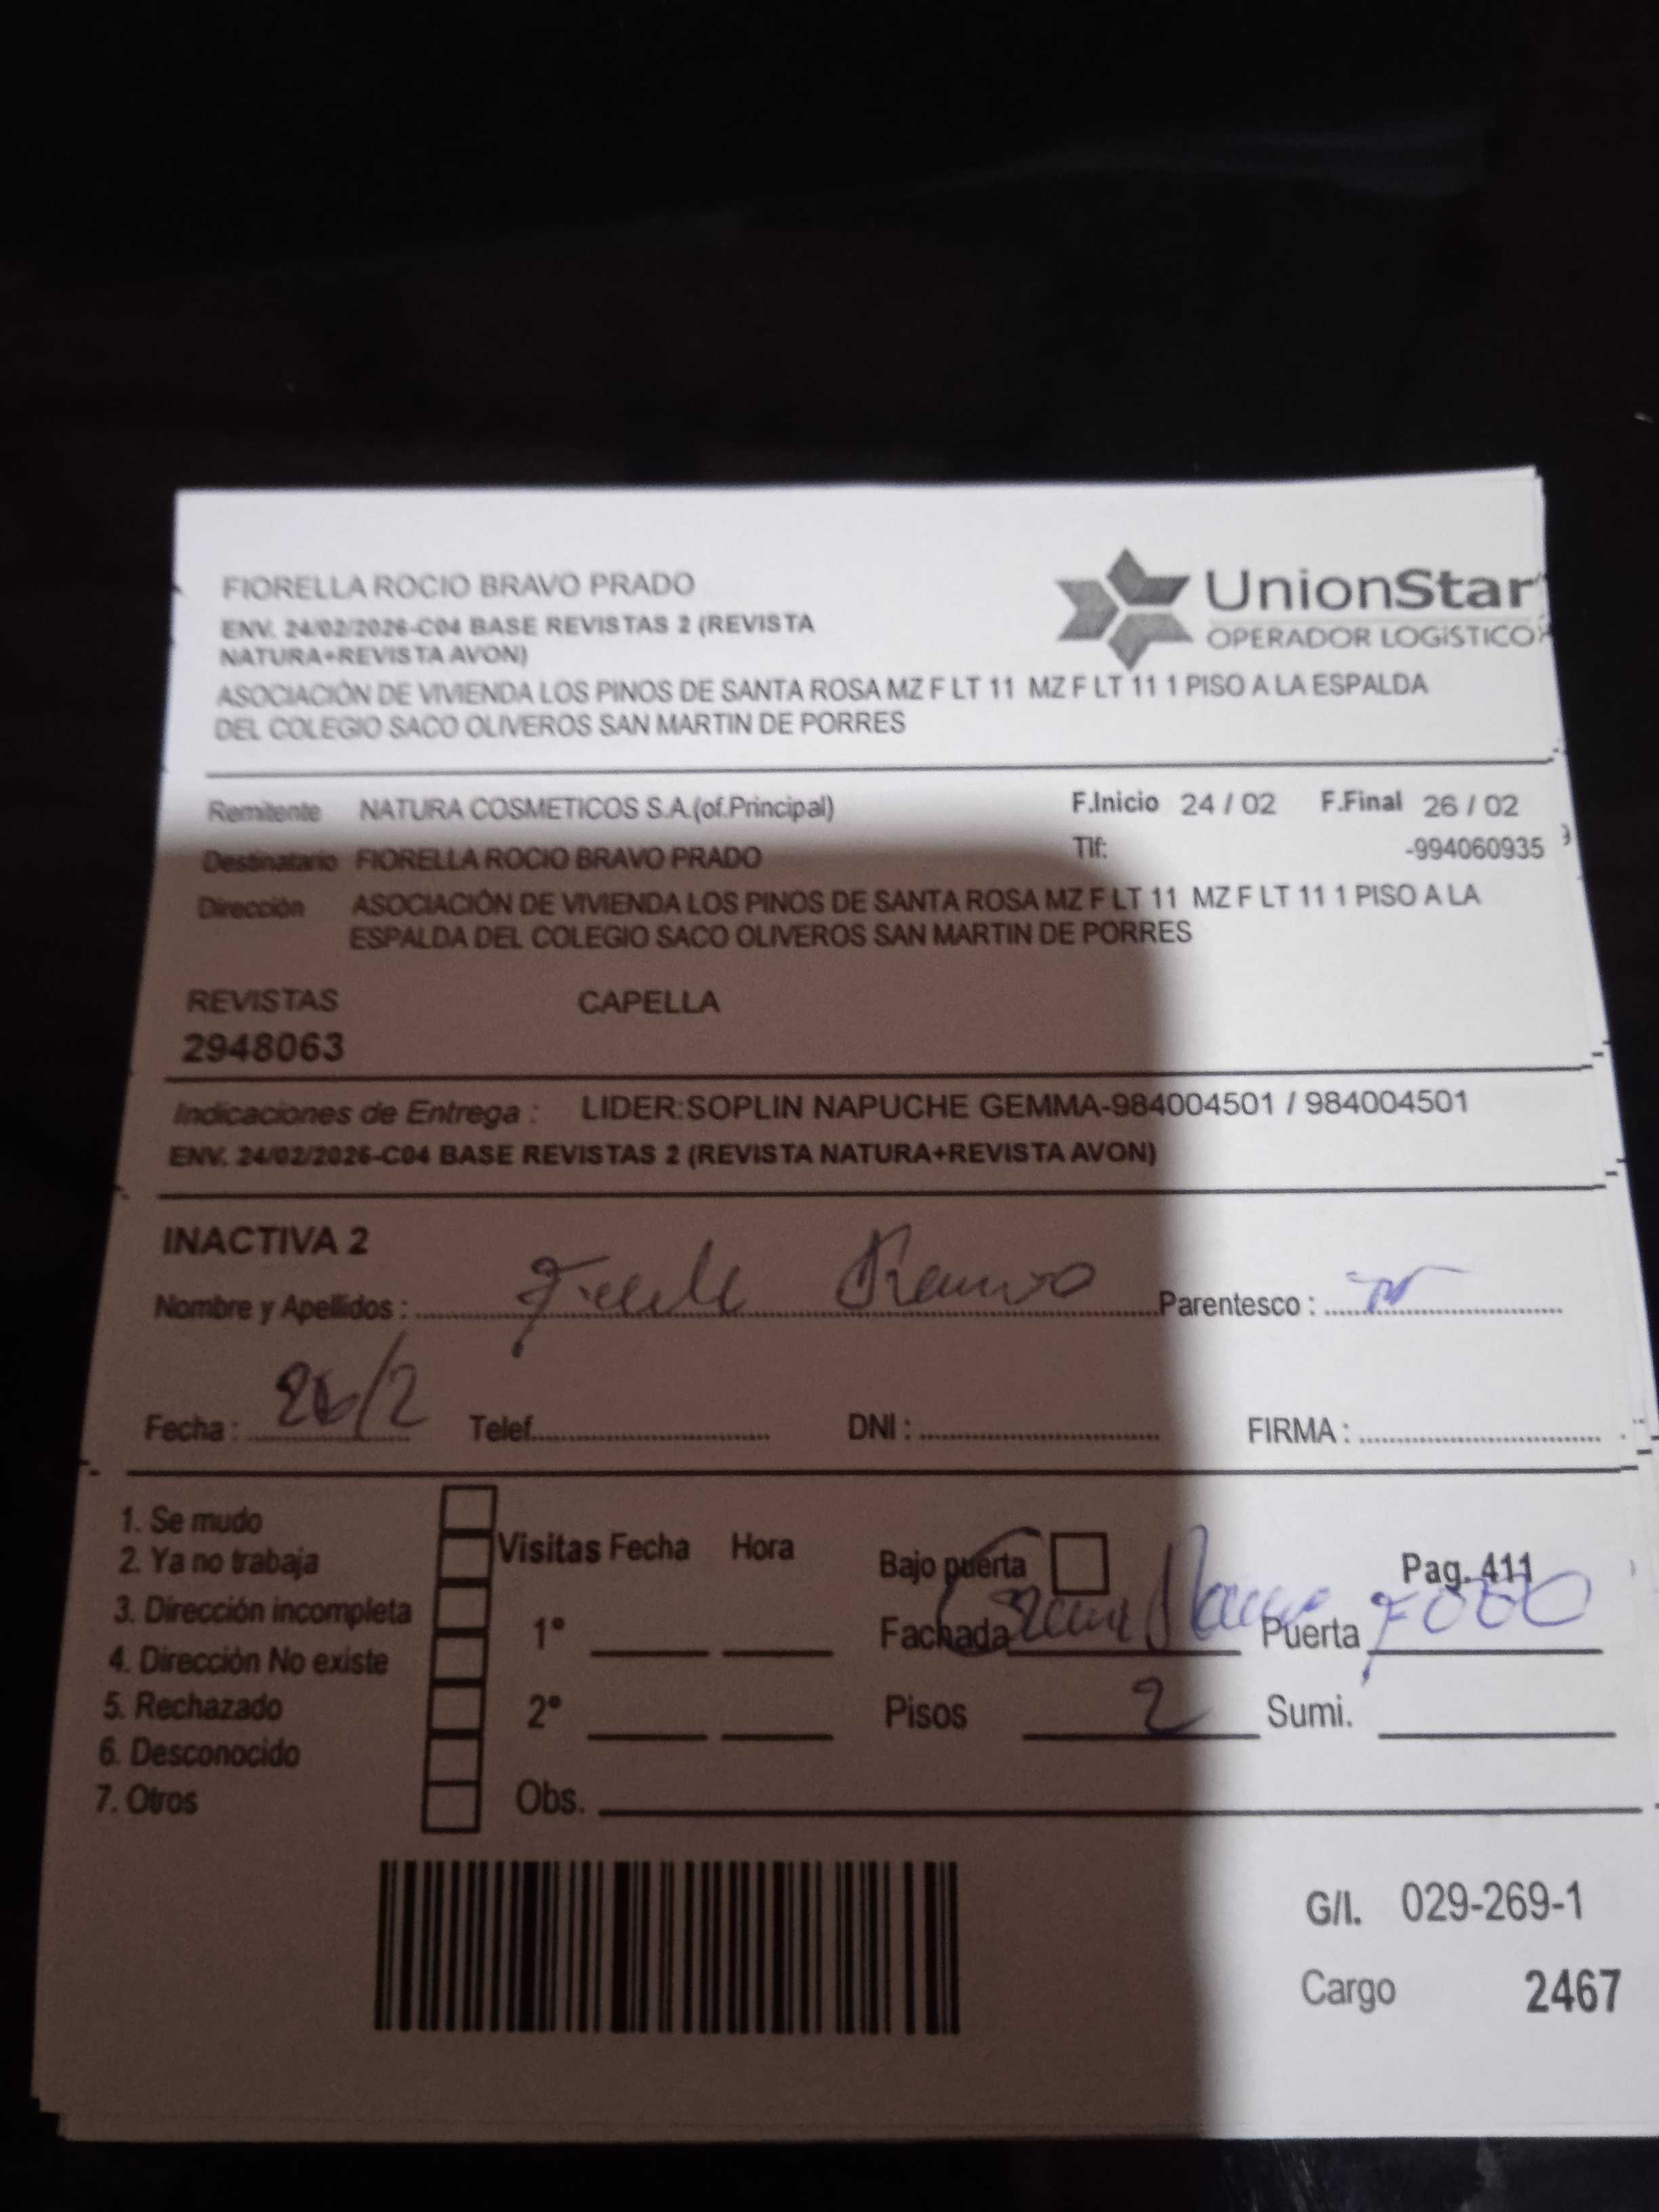 FIORELLA ROCIO BRAVO PRADO
ENV. 24/02/2026-C04 BASE REVISTAS 2 (REVISTA
NATURA+REVISTA AVON)
UnionStar
OPERADOR LOGÍSTICO
ASOCIACIÓN DE VIVIENDA LOS PINOS DE SANTA ROSA MZ F LT 11 MZ F LT 11 1 PISO A LA ESPALDA
DEL COLEGIO SACO OLIVEROS SAN MARTIN DE PORRES
Remitente NATURA COSMETICOS S.A.(of.Principal) F.Inicio 24 / 02 F.Final 26 / 02
Destinatario FIORELLA ROCIO BRAVO PRADO Tlf: -994060935
Dirección ASOCIACIÓN DE VIVIENDA LOS PINOS DE SANTA ROSA MZ F LT 11 MZ F LT 11 1 PISO A LA
ESPALDA DEL COLEGIO SACO OLIVEROS SAN MARTIN DE PORRES
REVISTAS CAPELLA
2948063
Indicaciones de Entrega : LIDER:SOPLIN NAPUCHE GEMMA-984004501 / 984004501
ENV. 24/02/2026-C04 BASE REVISTAS 2 (REVISTA NATURA+REVISTA AVON)
INACTIVA 2
Nombre y Apellidos : Parentesco :
Fecha : 26/2 Telef. DNI : FIRMA :
1. Se mudo
2. Ya no trabaja
3. Dirección incompleta
4. Dirección No existe
5. Rechazado
6. Desconocido
7. Otros
Visitas Fecha Hora
1°
2°
Obs.
Bajo puerta Pag. 411
Fachada Puerta
Pisos 2 Sumi.
G/I. 029-269-1
Cargo 2467